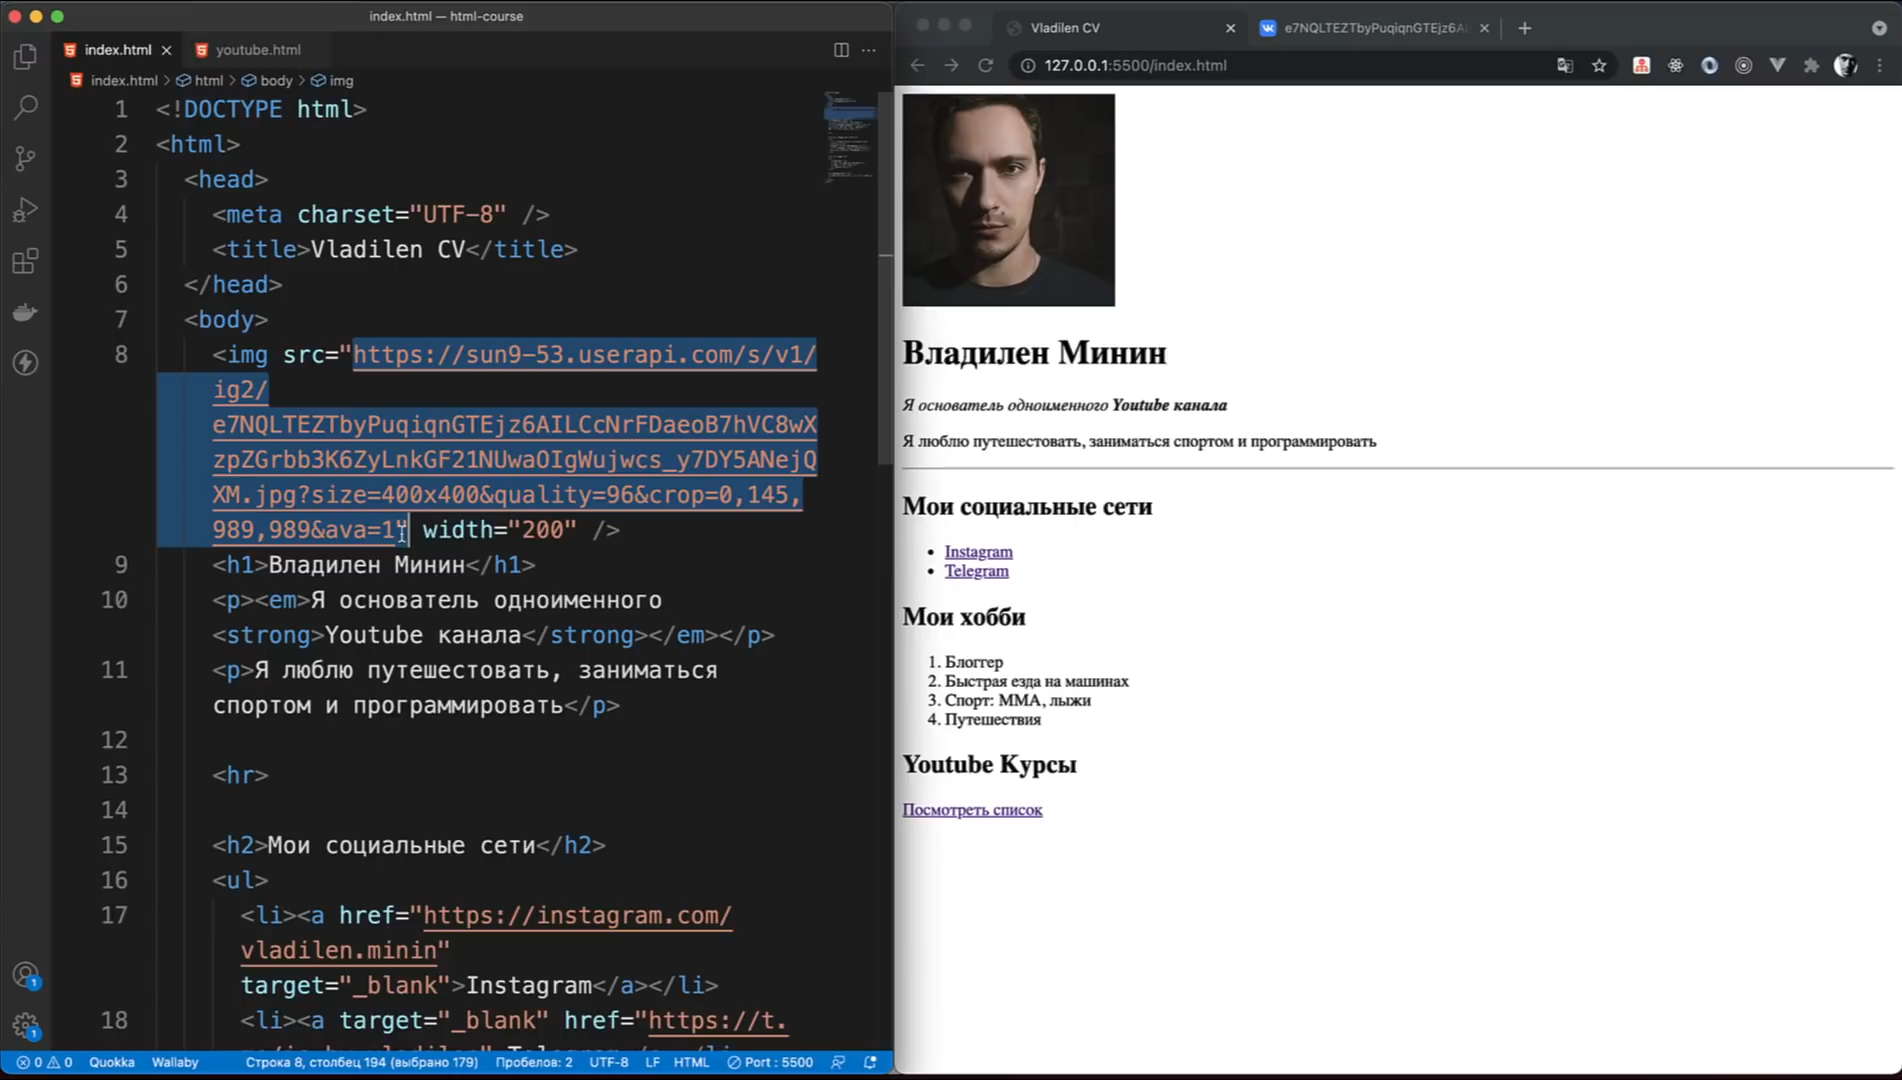 index.html — html-course
index.html
youtube.html
index.html > html > body > img
1 <!DOCTYPE html>
2 <html>
3 <head>
4 <meta charset="UTF-8" />
5 <title>Vladilen CV</title>
6 </head>
7 <body>
8 <img src="https://sun9-53.userapi.com/s/v1/
ig2/
e7NQLTEZTbyPuqiqnGTEjz6AILCcNrFDaeoB7hVC8wX
zpZGrbb3K6ZyLnkGF21NUwaOIgWujwcs_y7DY5ANejQ
XM.jpg?size=400x400&quality=96&crop=0,145,
989,989&ava=1" width="200" />
9 <h1>Владилен Минин</h1>
10 <p><em>Я основатель одноименного
<strong>Youtube канала</strong></em></p>
11 <p>Я люблю путешестовать, заниматься
спортом и программировать</p>
12
13 <hr>
14
15 <h2>Мои социальные сети</h2>
16 <ul>
17 <li><a href="https://instagram.com/
vladilen.minin"
target="_blank">Instagram</a></li>
18 <li><a target="_blank" href="https://t.
1
1
0 0 Quokka Wallaby Строка 8, столбец 194 (выбрано 179) Пробелов: 2 UTF-8 LF HTML Port : 5500
Vladilen CV
e7NQLTEZTbyPuqiqnGTEjz6A
127.0.0.1:5500/index.html
Владилен Минин
Я основатель одноименного Youtube канала
Я люблю путешестовать, заниматься спортом и программировать
Мои социальные сети
• Instagram
• Telegram
Мои хобби
1. Блоггер
2. Быстрая езда на машинах
3. Спорт: ММА, лыжи
4. Путешествия
Youtube Курсы
Посмотреть список